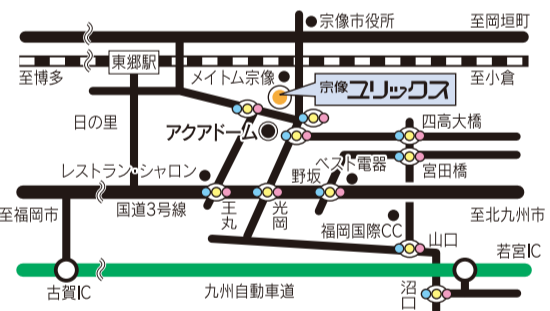 宗像市役所
至岡垣町
東郷駅
至博多
メイトム宗像
至小倉
宗像ユリックス
日の里
アクアドーム
四高大橋
ベスト電器
宮田橋
レストラン・シャロン
野坂
国道3号線
王丸
光岡
至福岡市
至北九州市
福岡国際CC
山口
若宮IC
古賀IC
九州自動車道
沼口